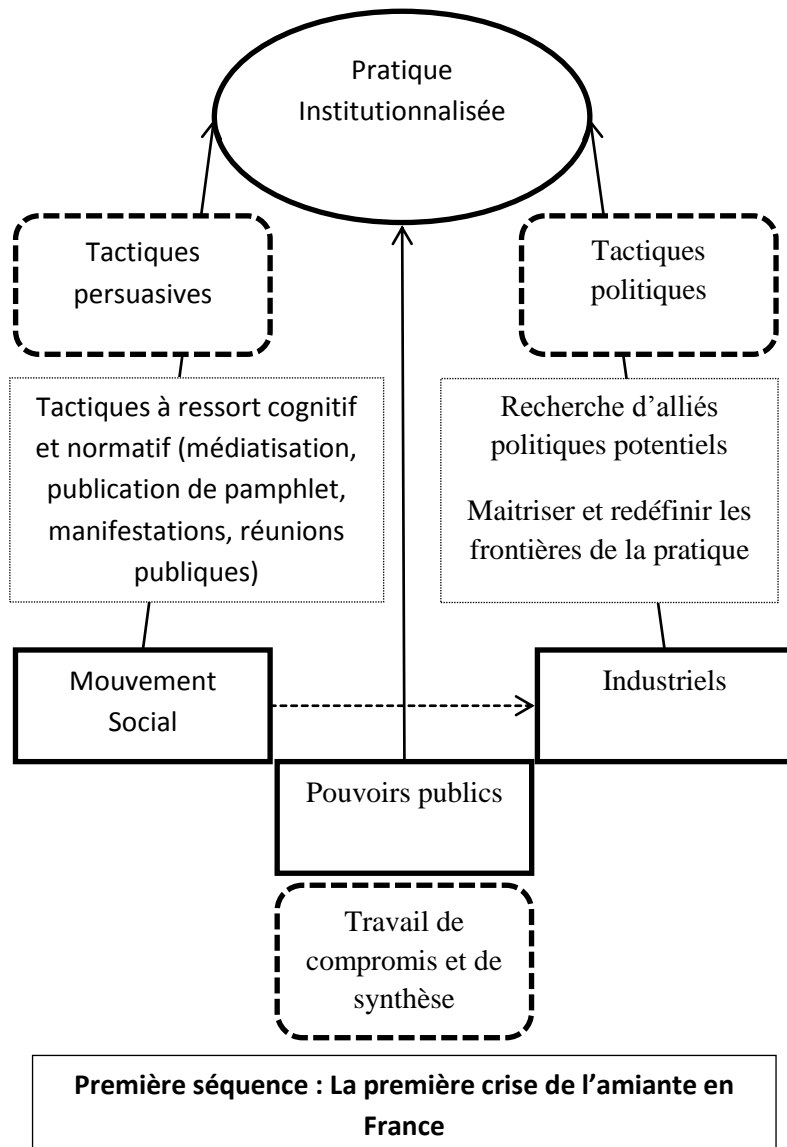 Pratique
Institutionnalisée
Tactiques
persuasives
Tactiques
politiques
Tactiques à ressort cognitif
et normatif (médiatisation,
publication de pamphlet,
manifestations, réunions
publiques)
Recherche d’alliés
politiques potentiels
Maitriser et redéfinir les
frontières de la pratique
Mouvement
Social
Industriels
Pouvoirs publics
Travail de
compromis et de
synthèse
Première séquence : La première crise de l’amiante en
France